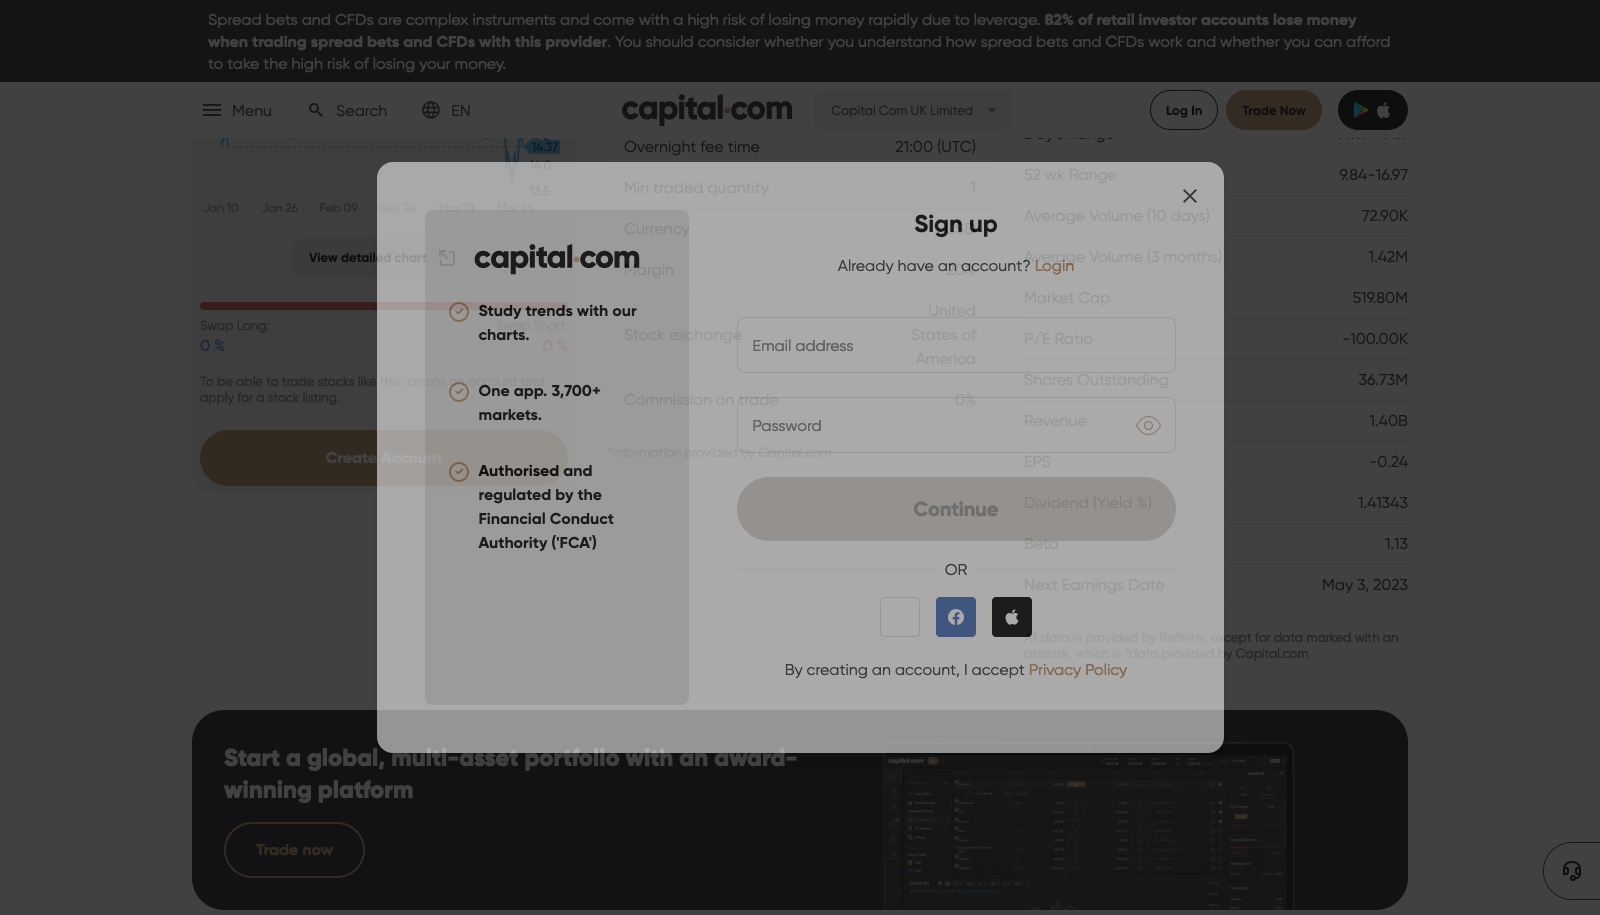 Spread bets and CFDs are complex instruments and come with a high risk of losing money rapidly due to leverage. 82% of retail investor accounts lose money
when trading spread bets and CFDs with this provider. You should consider whether you understand how spread bets and CFDs work and whether you can afford
to take the high risk of losing your money.
Menu
Search
EN
capital.com
Capital Com UK Limited
Log In
Trade Now
14.37
14.0
13.5
Jan 10
Jan 26
Feb 09
Feb 24
View detailed chart
Swap Long:
0 %
Swap Short:
0 %
To be able to trade stocks like this, create an account and
apply for a stock listing.
Create Account
Overnight fee time
21:00 (UTC)
Min traded quantity
1
Currency
Margin
Stock exchange
United
States of
America
Commission on trade
0%
*Information provided by Capital.com
52 wk Range
9.84-16.97
Average Volume (10 days)
72.90K
Average Volume (3 months)
1.42M
Market Cap
519.80M
P/E Ratio
-100.00K
Shares Outstanding
36.73M
Revenue
1.40B
EPS
-0.24
Dividend (Yield %)
1.41343
Beta
1.13
Next Earnings Date
May 3, 2023
All data is provided by Refinitiv, except for data marked with an
asterisk, which is *data provided by Capital.com
capital.com
Study trends with our
charts.
One app. 3,700+
markets.
Authorised and
regulated by the
Financial Conduct
Authority ('FCA')
Sign up
Already have an account? Login
Email address
Password
Continue
OR
By creating an account, I accept Privacy Policy
Start a global, multi-asset portfolio with an award-
winning platform
Trade now
capital.com